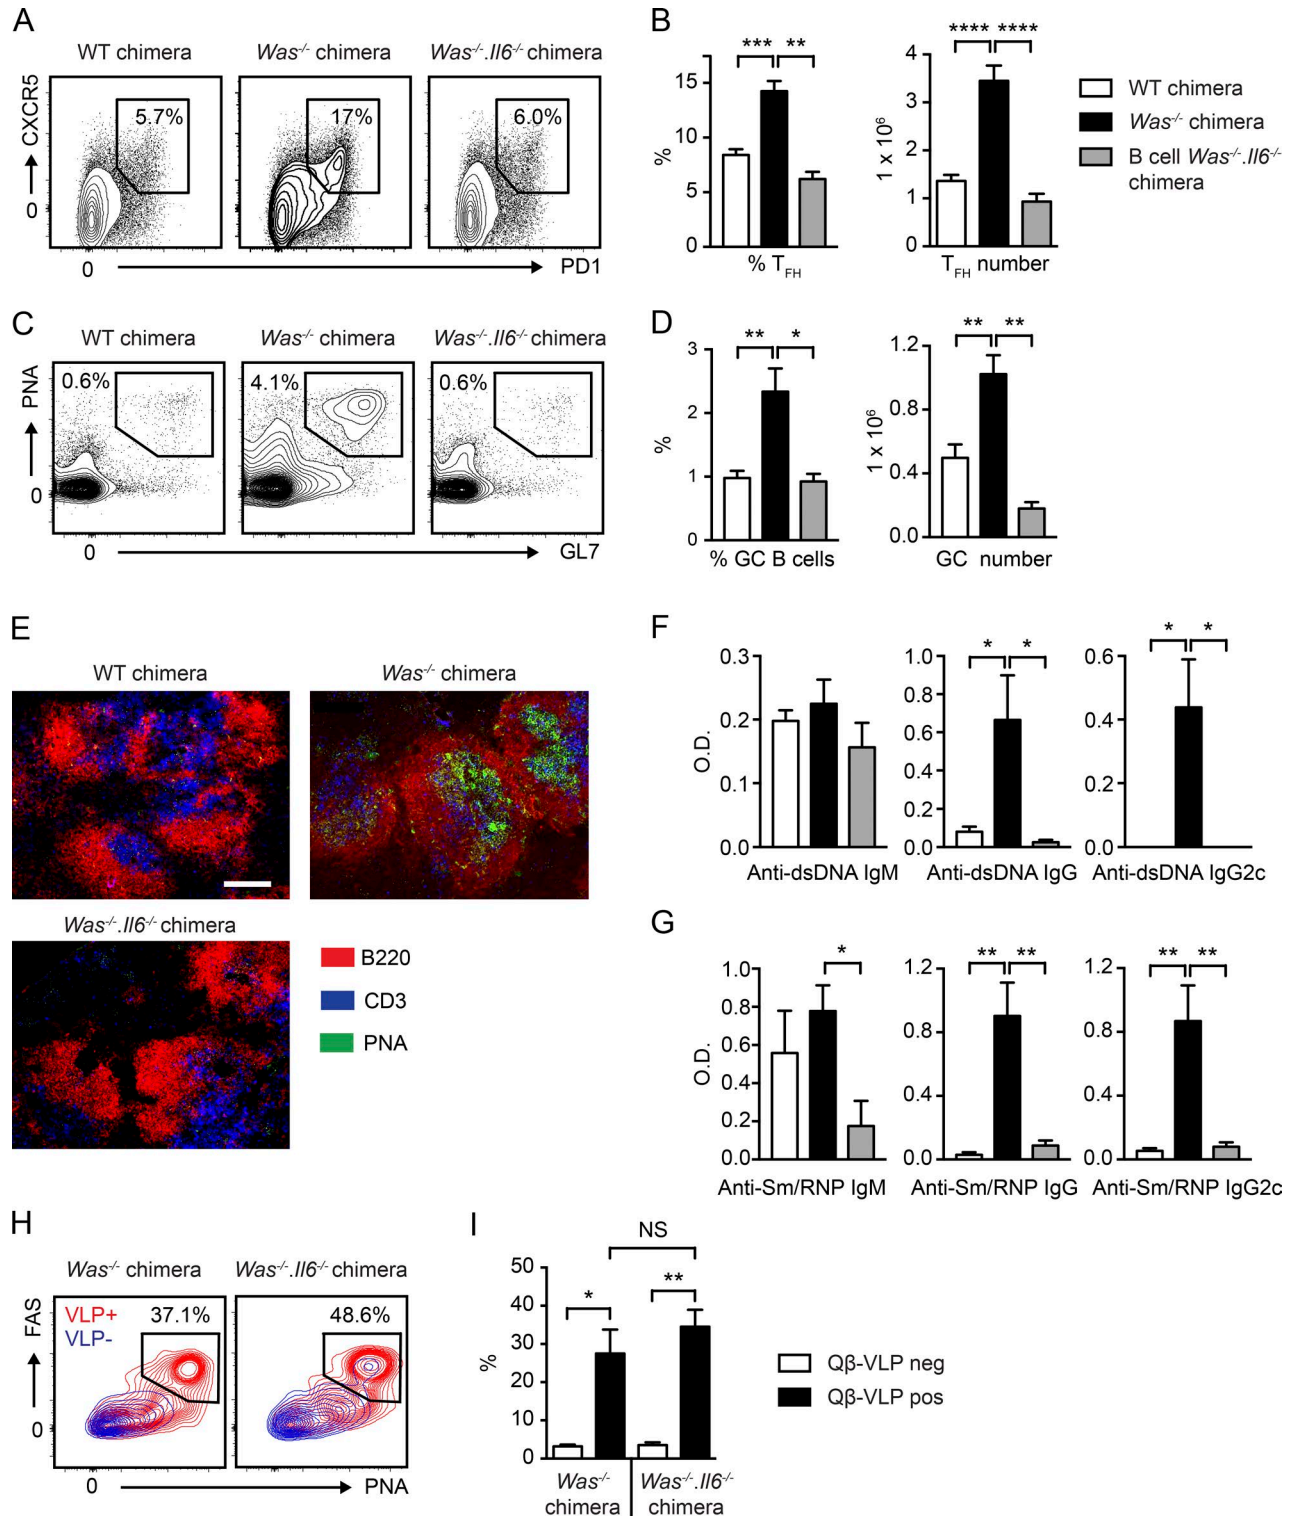 A
WT chimera
Was-/- chimera
Was-/-.Il6-/- chimera
CXCR5
5.7%
17%
6.0%
0
0
PD1
B
***
**
%
15
10
5
0
% TFH
****
****
1 x 10⁶
4
3
2
1
0
TFH number
WT chimera
Was-/- chimera
B cell Was-/-.Il6-/-
chimera
C
WT chimera
Was-/- chimera
Was-/-.Il6-/- chimera
PNA
0.6%
4.1%
0.6%
0
0
GL7
D
**
*
%
3
2
1
0
% GC B cells
**
**
1 x 10⁶
1.2
0.8
0.4
0.0
GC number
E
WT chimera
Was-/- chimera
Was-/-.Il6-/- chimera
B220
CD3
PNA
F
O.D.
0.3
0.2
0.1
0.0
Anti-dsDNA IgM
*
*
1.0
0.8
0.6
0.4
0.2
0.0
Anti-dsDNA IgG
*
*
0.6
0.4
0.2
0.0
Anti-dsDNA IgG2c
G
O.D.
*
1.0
0.8
0.6
0.4
0.2
0.0
Anti-Sm/RNP IgM
**
**
1.2
0.8
0.4
0.0
Anti-Sm/RNP IgG
**
**
1.2
0.8
0.4
0.0
Anti-Sm/RNP IgG2c
H
Was-/- chimera
Was-/-.Il6-/- chimera
FAS
VLP+
VLP-
37.1%
48.6%
0
0
PNA
I
NS
*
**
%
50
40
30
20
10
0
Was-/-
chimera
Was-/-.Il6-/-
chimera
Qβ-VLP neg
Qβ-VLP pos